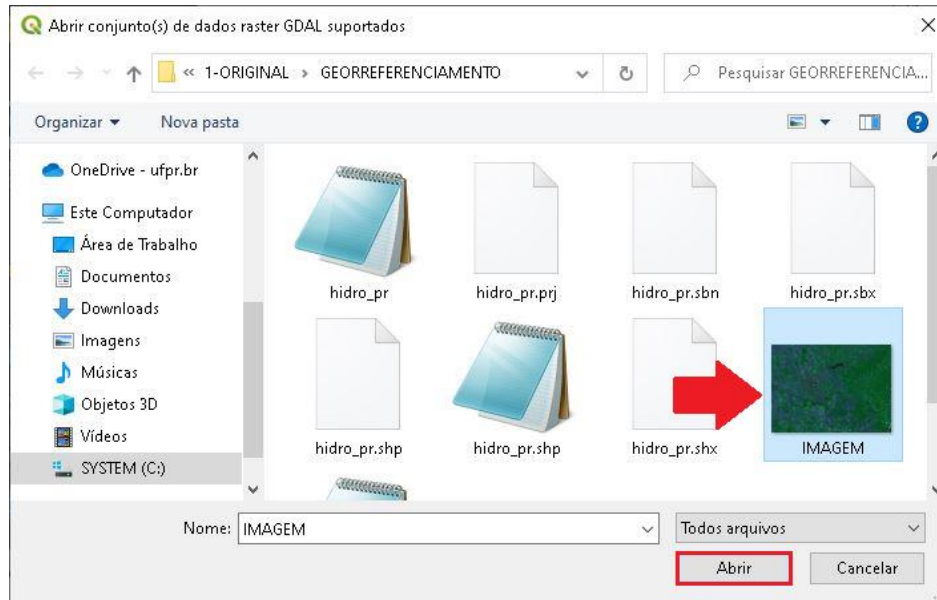 Abrir conjunto(s) de dados raster GDAL suportados
« 1-ORIGINAL > GEORREFERENCIAMENTO
Pesquisar GEORREFERENCIA...
Organizar
Nova pasta
OneDrive - ufpr.br
Este Computador
Área de Trabalho
Documentos
Downloads
Imagens
Músicas
Objetos 3D
Vídeos
SYSTEM (C:)
hidro_pr
hidro_pr.prj
hidro_pr.sbn
hidro_pr.sbx
hidro_pr.shp
hidro_pr.shp
hidro_pr.shx
IMAGEM
Nome: IMAGEM
Todos arquivos
Abrir
Cancelar